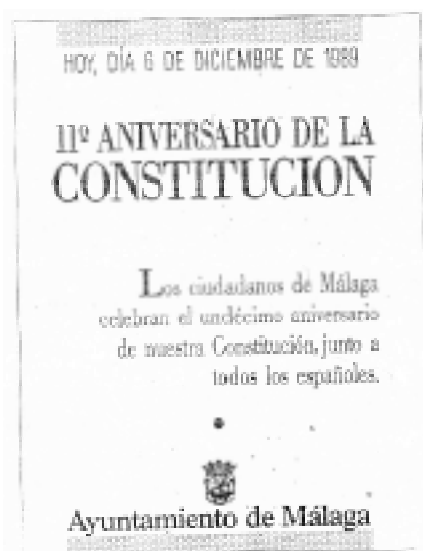 HOY, DÍA 6 DE DICIEMBRE DE 1989
11º ANIVERSARIO DE LA
CONSTITUCION
Los ciudadanos de Málaga
celebran el undécimo aniversario
de nuestra Constitución, junto a
todos los españoles.
Ayuntamiento de Málaga